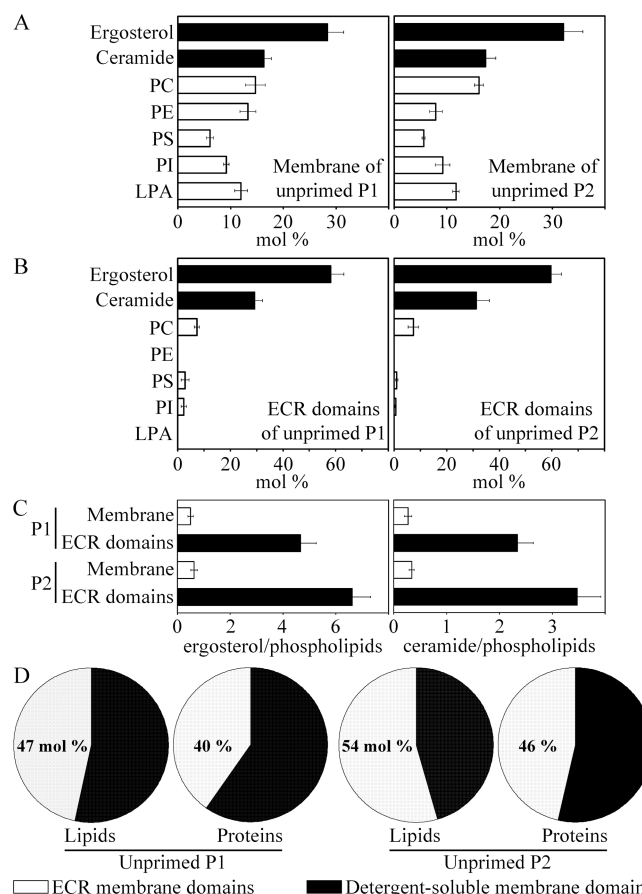 A
Ergosterol
Ceramide
PC
PE
PS
PI
LPA
Membrane of
unprimed P1
Membrane of
unprimed P2
0 10 20 30
0 10 20 30
mol %
mol %
B
Ergosterol
Ceramide
PC
PE
PS
PI
LPA
ECR domains
of unprimed P1
ECR domains
of unprimed P2
0 20 40 60
0 20 40 60
mol %
mol %
C
P1
Membrane
ECR domains
P2
Membrane
ECR domains
0 2 4 6
0 1 2 3
ergosterol/phospholipids
ceramide/phospholipids
D
47 mol %
40 %
54 mol %
46 %
Lipids
Proteins
Lipids
Proteins
Unprimed P1
Unprimed P2
ECR membrane domains
Detergent-soluble membrane domain